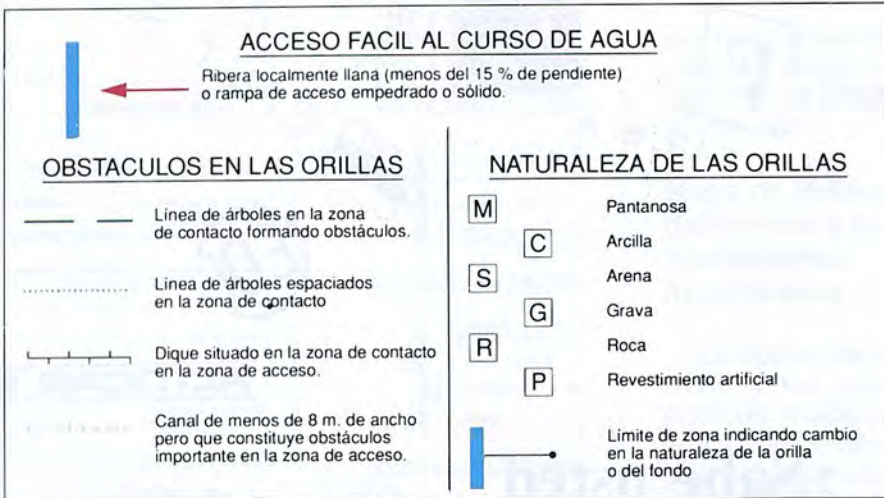 ACCESO FACIL AL CURSO DE AGUA
Ribera localmente llana (menos del 15 % de pendiente)
o rampa de acceso empedrado o sólido.
OBSTACULOS EN LAS ORILLAS
Línea de árboles en la zona
de contacto formando obstáculos.
Línea de árboles espaciados
en la zona de contacto
Dique situado en la zona de contacto
en la zona de acceso.
Canal de menos de 8 m. de ancho
pero que constituye obstáculos
importante en la zona de acceso.
NATURALEZA DE LAS ORILLAS
M Pantanosa
C Arcilla
S Arena
G Grava
R Roca
P Revestimiento artificial
Límite de zona indicando cambio
en la naturaleza de la orilla
o del fondo